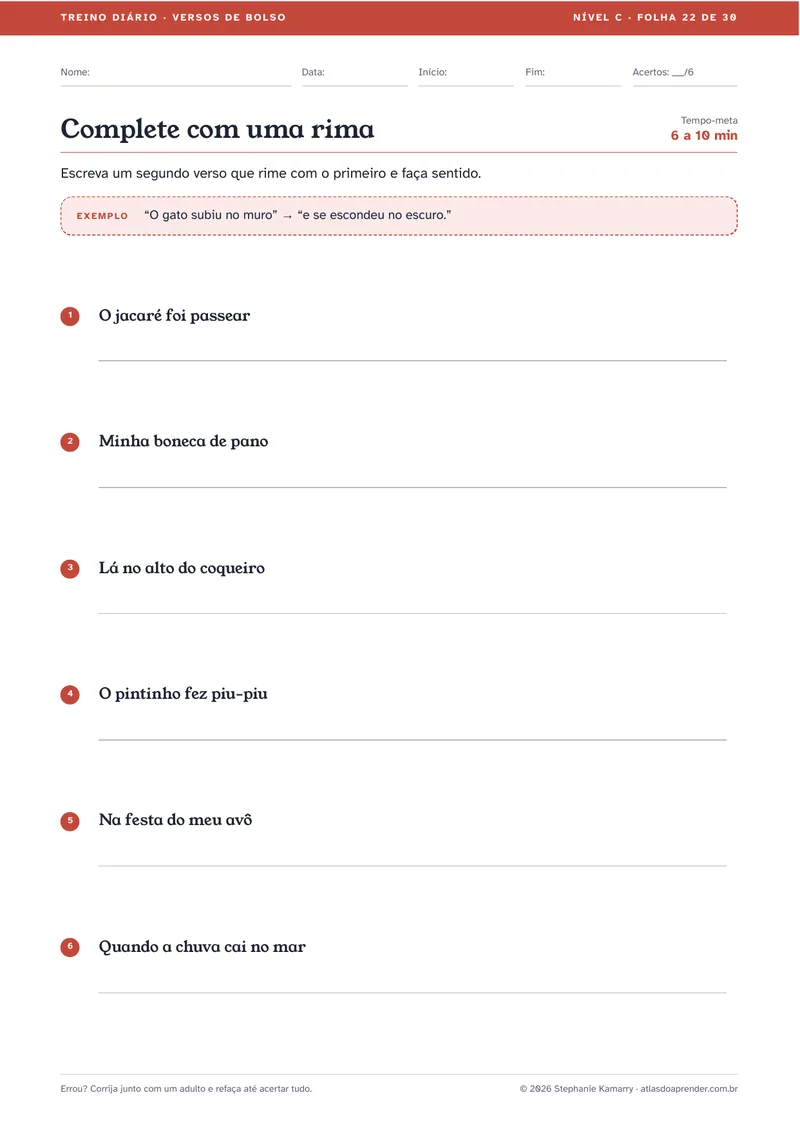 TREINO DIÁRIO · VERSOS DE BOLSO
NÍVEL C · FOLHA 22 DE 30
Nome:
Data:
Início:
Fim:
Acertos: __/6
Complete com uma rima
Tempo-meta
6 a 10 min
Escreva um segundo verso que rime com o primeiro e faça sentido.
EXEMPLO “O gato subiu no muro” → “e se escondeu no escuro.”
1 O jacaré foi passear
2 Minha boneca de pano
3 Lá no alto do coqueiro
4 O pintinho fez piu-piu
5 Na festa do meu avô
6 Quando a chuva cai no mar
Errou? Corrija junto com um adulto e refaça até acertar tudo.
© 2026 Stephanie Kamarry · atlasdoaprender.com.br